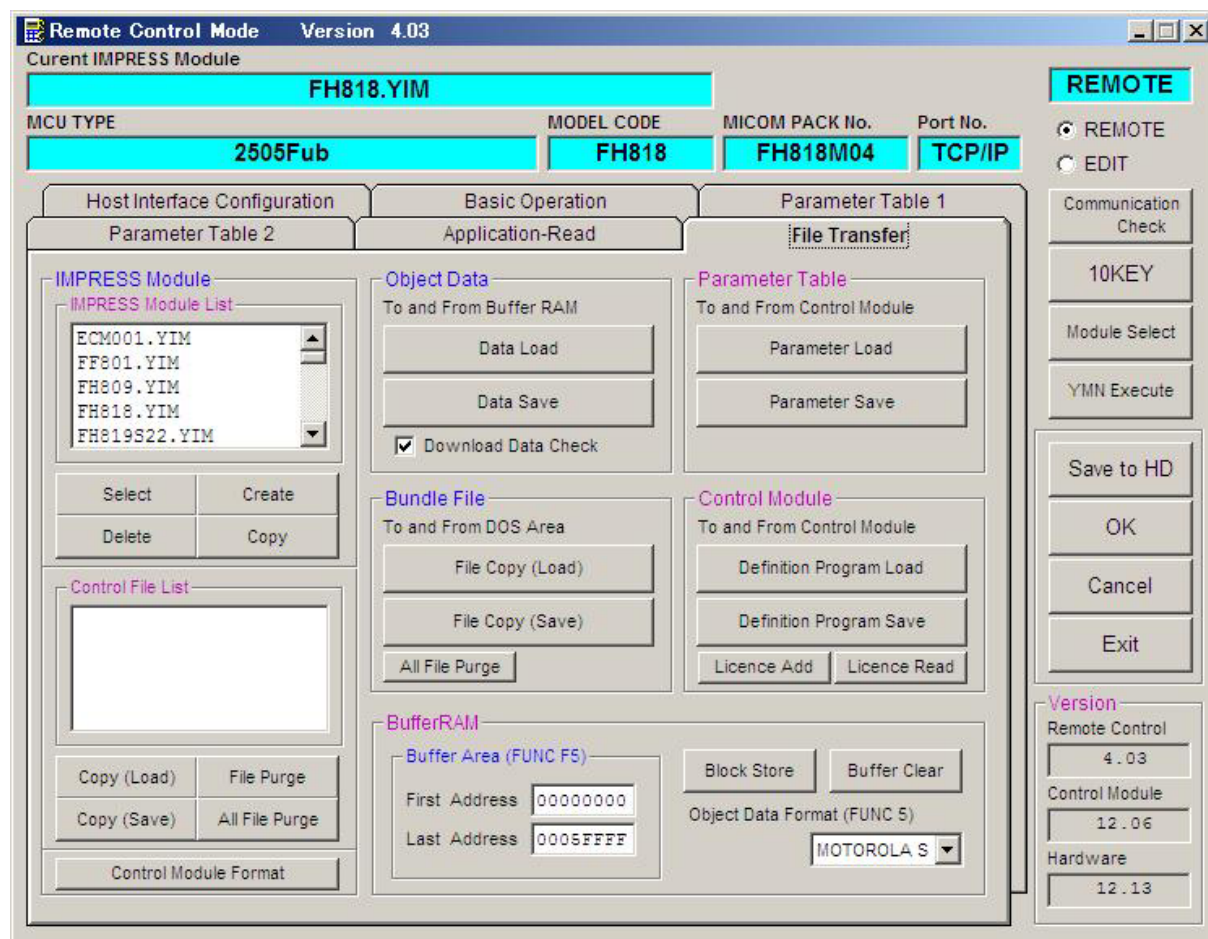 Remote Control Mode Version 4.03
Curent IMPRESS Module
FH818.YIM
REMOTE
MCU TYPE MODEL CODE MICOM PACK No. Port No.
2505Fub FH818 FH818M04 TCP/IP
REMOTE
EDIT
Host Interface Configuration Basic Operation Parameter Table 1
Parameter Table 2 Application-Read File Transfer
IMPRESS Module
IMPRESS Module List
ECM001.YIM
FF801.YIM
FH809.YIM
FH818.YIM
FH819S22.YIM
Select Create
Delete Copy
Control File List
Copy (Load) File Purge
Copy (Save) All File Purge
Control Module Format
Object Data
To and From Buffer RAM
Data Load
Data Save
Download Data Check
Parameter Table
To and From Control Module
Parameter Load
Parameter Save
Bundle File
To and From DOS Area
File Copy (Load)
File Copy (Save)
All File Purge
Control Module
To and From Control Module
Definition Program Load
Definition Program Save
Licence Add Licence Read
BufferRAM
Buffer Area (FUNC F5)
First Address 00000000
Last Address 0005FFFF
Block Store Buffer Clear
Object Data Format (FUNC 5)
MOTOROLA S
Communication
Check
10KEY
Module Select
YMN Execute
Save to HD
OK
Cancel
Exit
Version
Remote Control
4.03
Control Module
12.06
Hardware
12.13